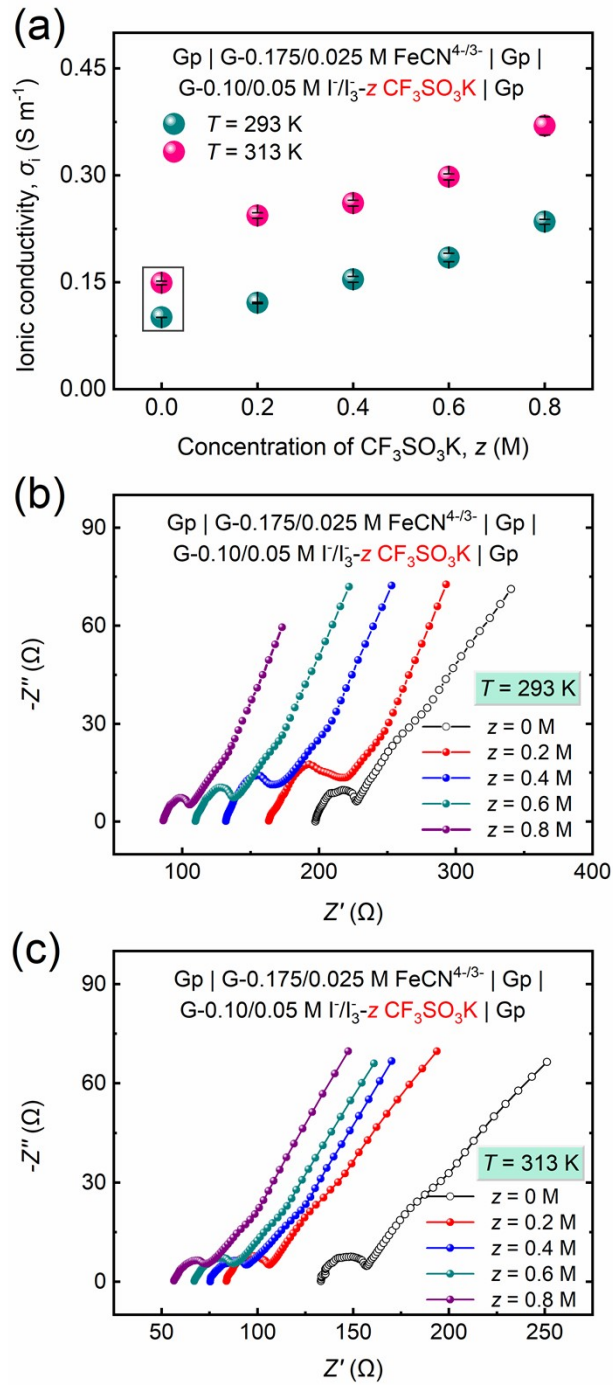 (a)
Gp | G-0.175/0.025 M FeCN⁴⁻/³⁻ | Gp |
G-0.10/0.05 M I⁻/I₃⁻-z CF₃SO₃K | Gp
T = 293 K
T = 313 K
Ionic conductivity, σᵢ (S m⁻¹)
0.45
0.30
0.15
0.00
0.0 0.2 0.4 0.6 0.8
Concentration of CF₃SO₃K, z (M)
(b)
Gp | G-0.175/0.025 M FeCN⁴⁻/³⁻ | Gp |
G-0.10/0.05 M I⁻/I₃⁻-z CF₃SO₃K | Gp
-Z″ (Ω)
90
60
30
0
T = 293 K
z = 0 M
z = 0.2 M
z = 0.4 M
z = 0.6 M
z = 0.8 M
100 200 300 400
Z′ (Ω)
(c)
Gp | G-0.175/0.025 M FeCN⁴⁻/³⁻ | Gp |
G-0.10/0.05 M I⁻/I₃⁻-z CF₃SO₃K | Gp
-Z″ (Ω)
90
60
30
0
T = 313 K
z = 0 M
z = 0.2 M
z = 0.4 M
z = 0.6 M
z = 0.8 M
50 100 150 200 250
Z′ (Ω)